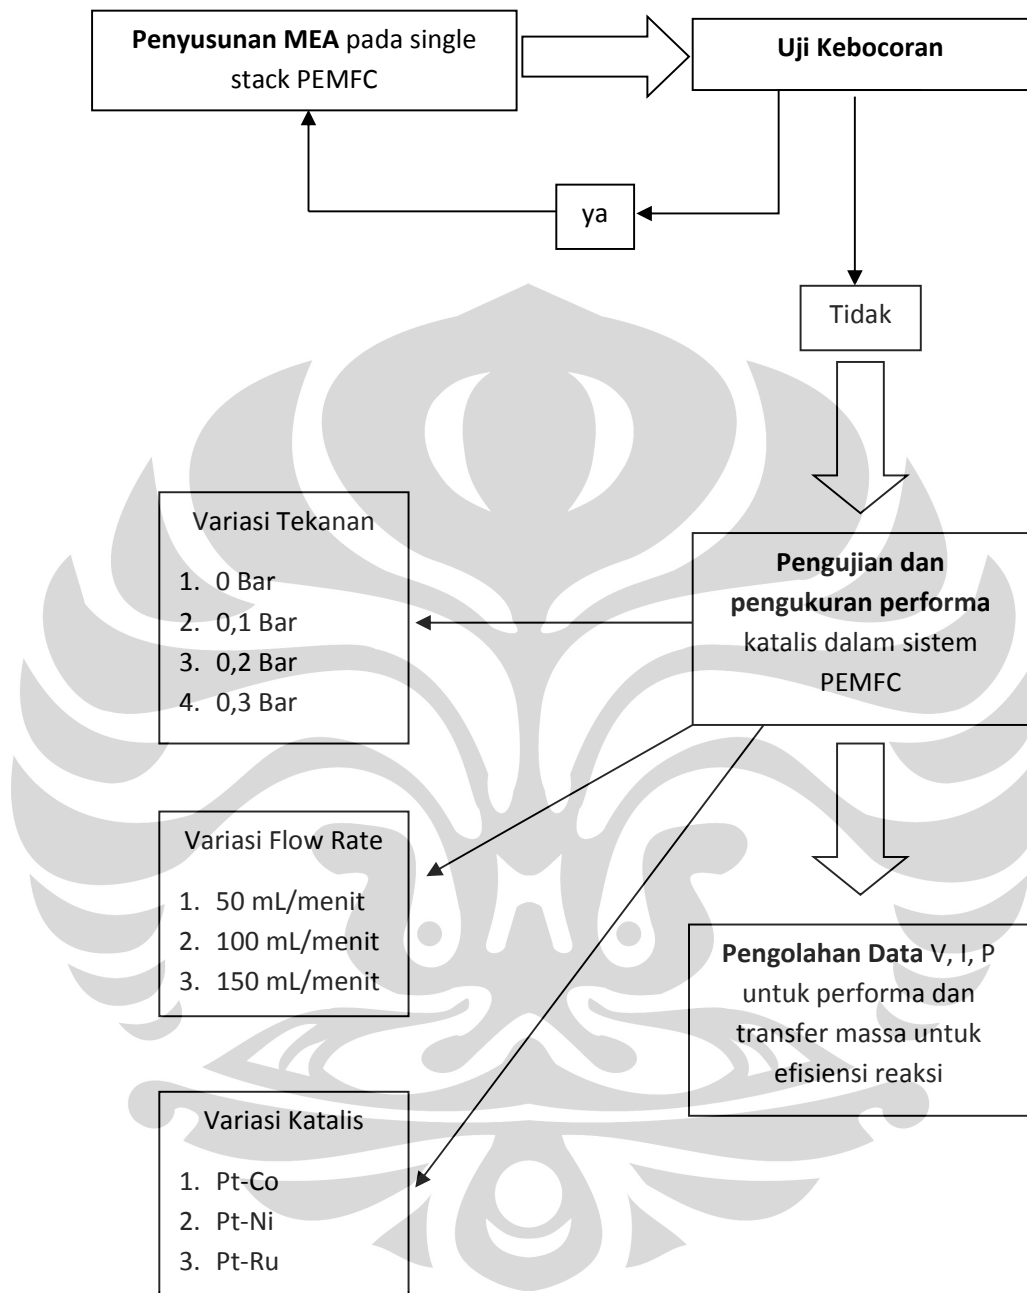 Penyusunan MEA pada single
stack PEMFC
Uji Kebocoran
ya
Tidak
Variasi Tekanan
1. 0 Bar
2. 0,1 Bar
3. 0,2 Bar
4. 0,3 Bar
Pengujian dan
pengukuran performa
katalis dalam sistem
PEMFC
Variasi Flow Rate
1. 50 mL/menit
2. 100 mL/menit
3. 150 mL/menit
Pengolahan Data V, I, P
untuk performa dan
transfer massa untuk
efisiensi reaksi
Variasi Katalis
1. Pt-Co
2. Pt-Ni
3. Pt-Ru